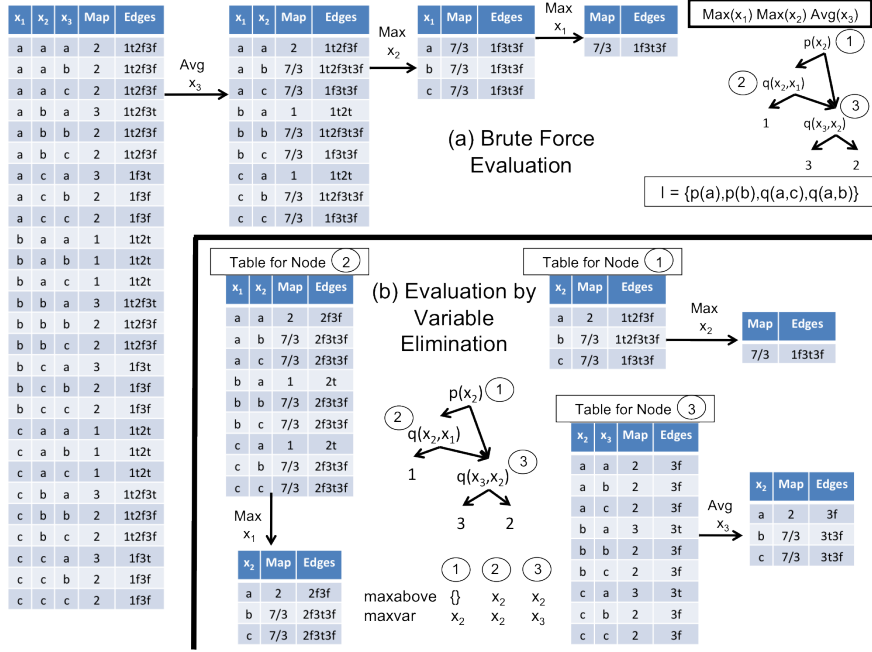 x₁ x₂ x₃ Map Edges
a a a 2 1t2f3f
a a b 2 1t2f3f
a a c 2 1t2f3f
a b a 3 1t2f3t
a b b 2 1t2f3f
a b c 2 1t2f3f
a c a 3 1f3t
a c b 2 1f3f
a c c 2 1f3f
b a a 1 1t2t
b a b 1 1t2t
b a c 1 1t2t
b b a 3 1t2f3t
b b b 2 1t2f3f
b b c 2 1t2f3f
b c a 3 1f3t
b c b 2 1f3f
b c c 2 1f3f
c a a 1 1t2t
c a b 1 1t2t
c a c 1 1t2t
c b a 3 1t2f3t
c b b 2 1t2f3f
c b c 2 1t2f3f
c c a 3 1f3t
c c b 2 1f3f
c c c 2 1f3f
Avg
x₃
x₁ x₂ Map Edges
a a 2 1t2f3f
a b 7/3 1t2f3t3f
a c 7/3 1f3t3f
b a 1 1t2t
b b 7/3 1t2f3t3f
b c 7/3 1f3t3f
c a 1 1t2t
c b 7/3 1t2f3t3f
c c 7/3 1f3t3f
Max
x₂
x₁ Map Edges
a 7/3 1f3t3f
b 7/3 1f3t3f
c 7/3 1f3t3f
Max
x₁
Map Edges
7/3 1f3t3f
(a) Brute Force
Evaluation
Max(x₁) Max(x₂) Avg(x₃)
p(x₂) 1
2 q(x₂,x₁)
3
1 q(x₃,x₂)
3 2
I = {p(a),p(b),q(a,c),q(a,b)}
Table for Node 2
x₁ x₂ Map Edges
a a 2 2f3f
a b 7/3 2f3t3f
a c 7/3 2f3t3f
b a 1 2t
b b 7/3 2f3t3f
b c 7/3 2f3t3f
c a 1 2t
c b 7/3 2f3t3f
c c 7/3 2f3t3f
Max
x₁
x₂ Map Edges
a 2 2f3f
b 7/3 2f3t3f
c 7/3 2f3t3f
(b) Evaluation by
Variable
Elimination
p(x₂) 1
2
q(x₂,x₁)
3
1 q(x₃,x₂)
3 2
1 2 3
maxabove {} x₂ x₂
maxvar x₂ x₂ x₃
Table for Node 1
x₂ Map Edges
a 2 1t2f3f
b 7/3 1t2f3t3f
c 7/3 1f3t3f
Max
x₂
Map Edges
7/3 1f3t3f
Table for Node 3
x₂ x₃ Map Edges
a a 2 3f
a b 2 3f
a c 2 3f
b a 3 3t
b b 2 3f
b c 2 3f
c a 3 3t
c b 2 3f
c c 2 3f
Avg
x₃
x₂ Map Edges
a 2 3f
b 7/3 3t3f
c 7/3 3t3f